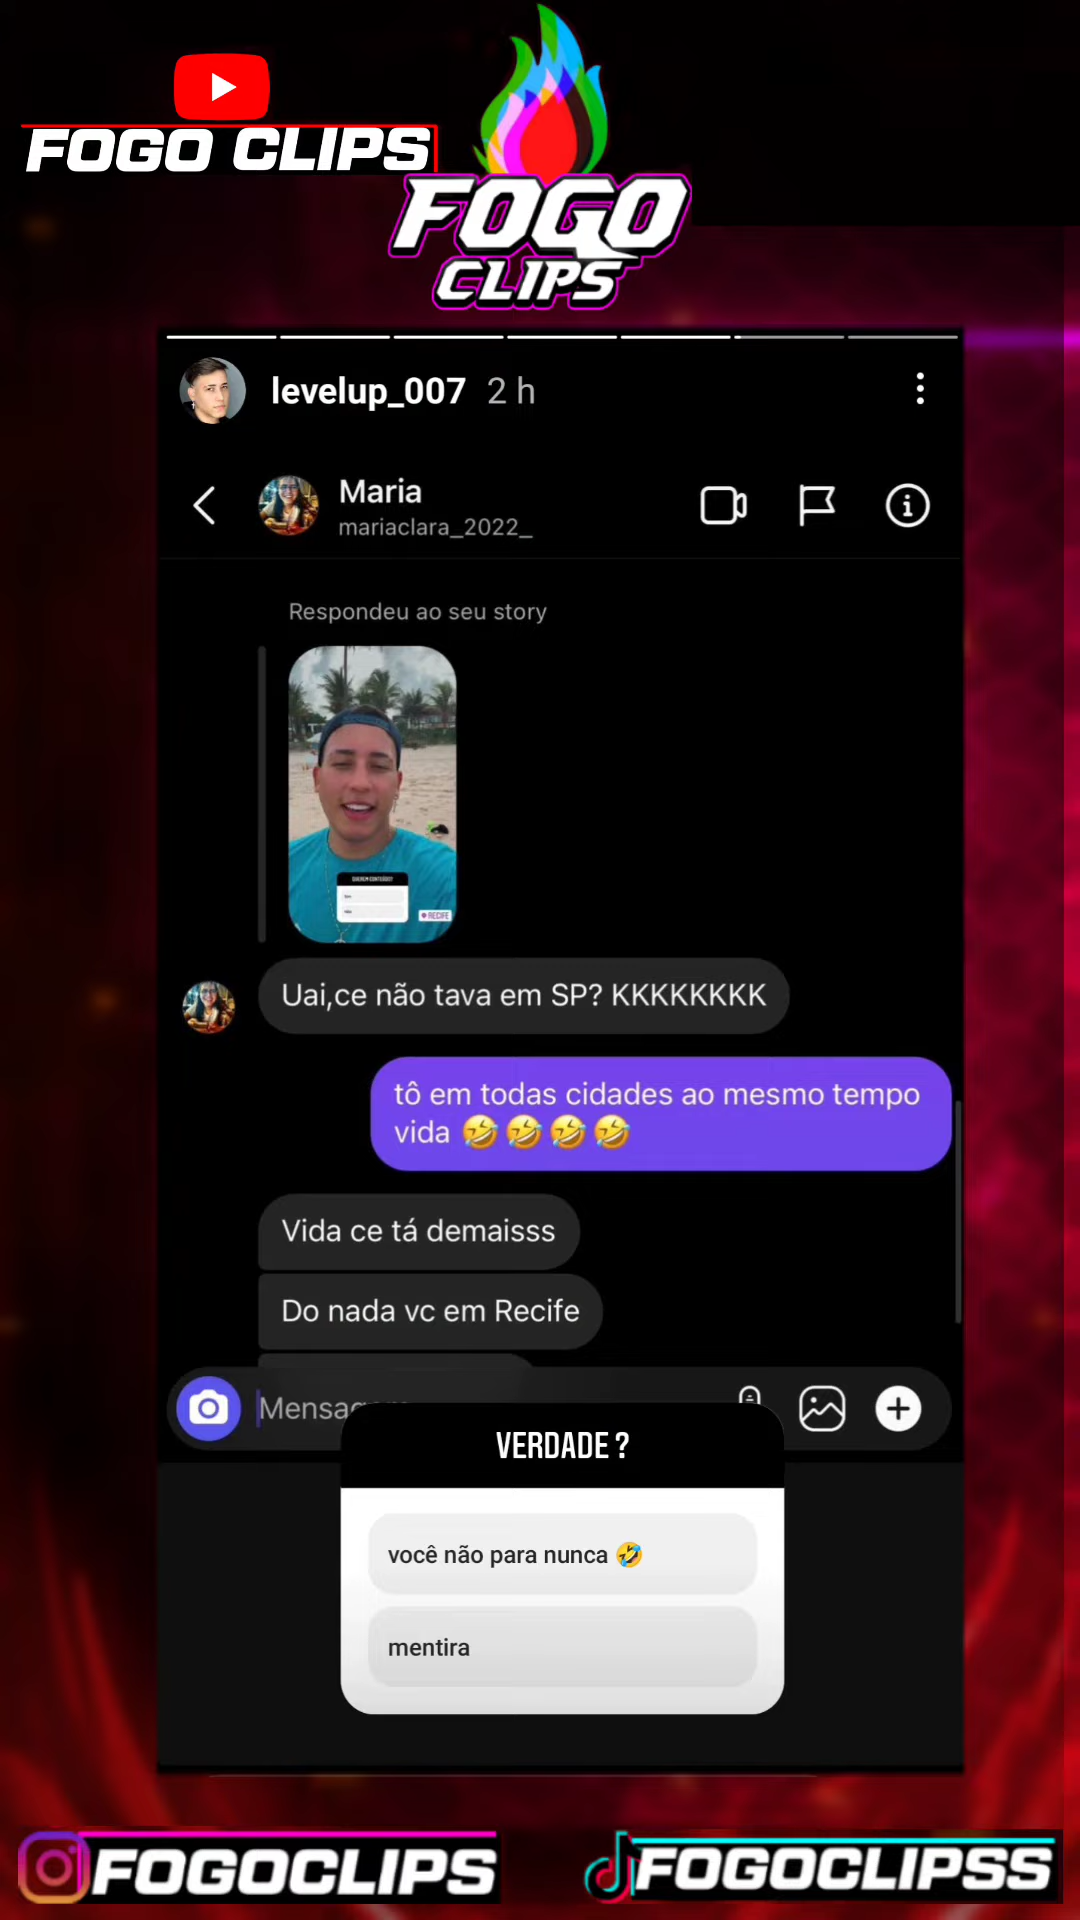 FOGO CLIPS
FOGO
CLIPS
levelup_007 2 h
Maria
mariaclara_2022_
Respondeu ao seu story
RECIFE
Uai,ce não tava em SP? KKKKKKKK
tô em todas cidades ao mesmo tempo
vida 🤣🤣🤣🤣
Vida ce tá demaisss
Do nada vc em Recife
VERDADE ?
você não para nunca 🤣
mentira
FOGOCLIPS
FOGOCLIPSS